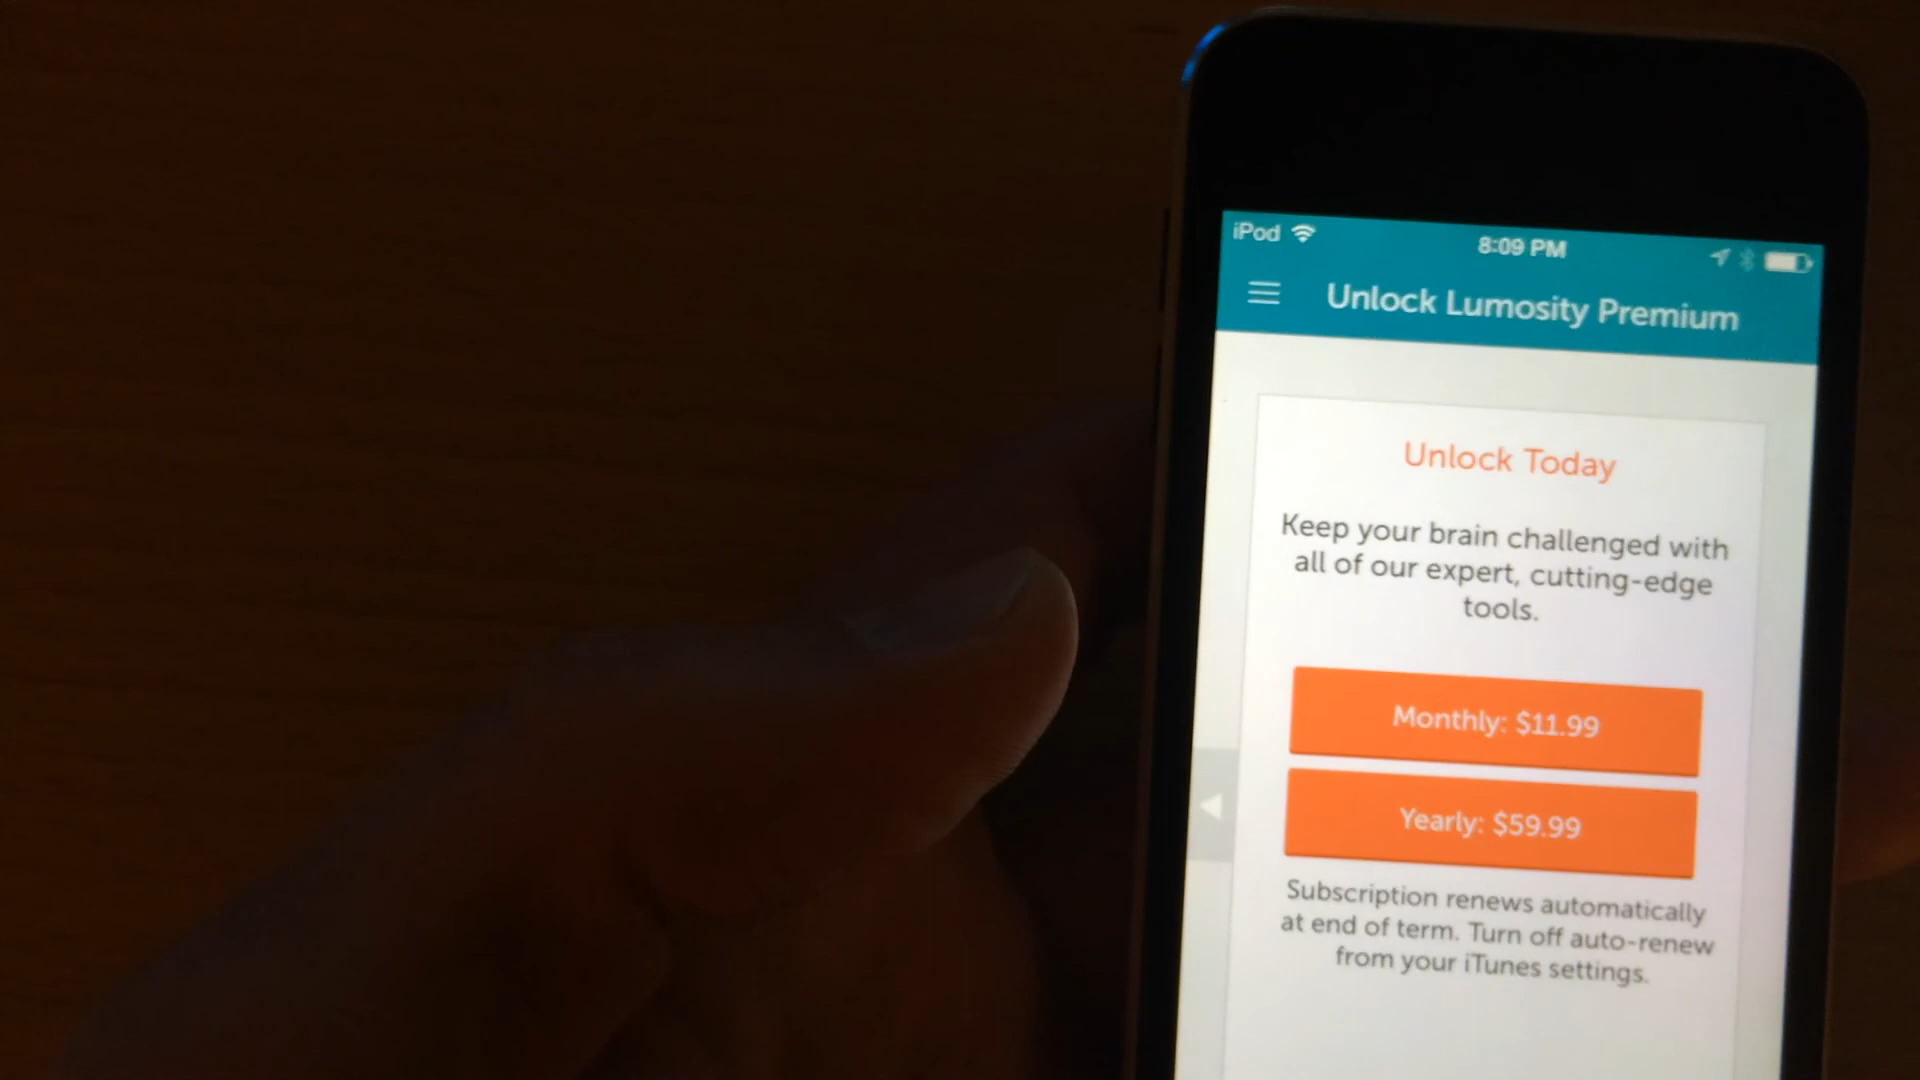 iPod
8:09 PM
Unlock Lumosity Premium
Unlock Today
Keep your brain challenged with
all of our expert, cutting-edge
tools.
Monthly: $11.99
Yearly: $59.99
Subscription renews automatically
at end of term. Turn off auto-renew
from your iTunes settings.